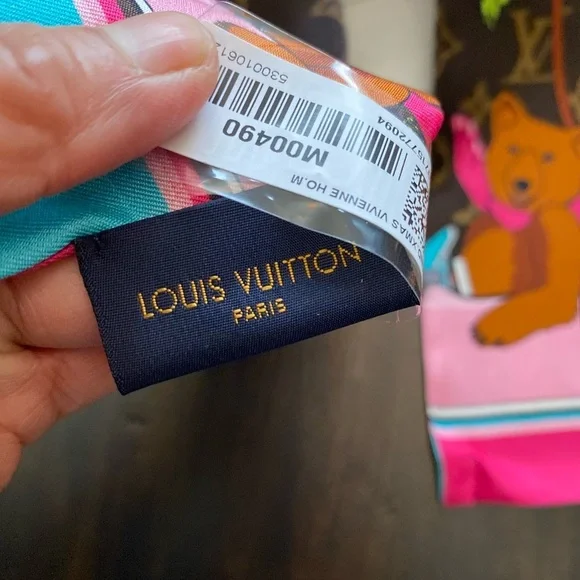 M00490
XMAS VIVIENNE HO.M
LOUIS VUITTON
PARIS